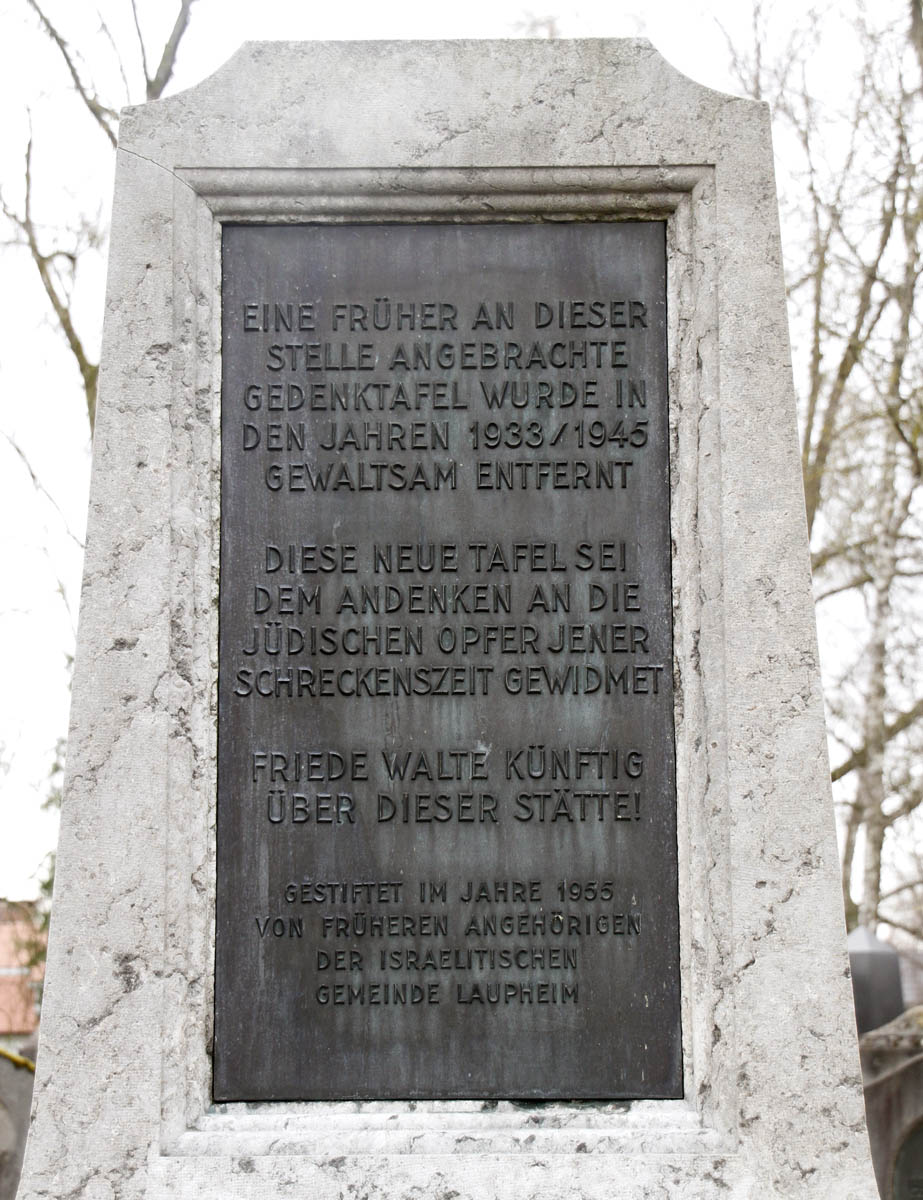 EINE FRÜHER AN DIESER
STELLE ANGEBRACHTE
GEDENKTAFEL WURDE IN
DEN JAHREN 1933/1945
GEWALTSAM ENTFERNT
DIESE NEUE TAFEL SEI
DEM ANDENKEN AN DIE
JÜDISCHEN OPFER JENER
SCHRECKENSZEIT GEWIDMET
FRIEDE WALTE KÜNFTIG
ÜBER DIESER STÄTTE!
GESTIFTET IM JAHRE 1955
VON FRÜHEREN ANGEHÖRIGEN
DER ISRAELITISCHEN
GEMEINDE LAUPHEIM